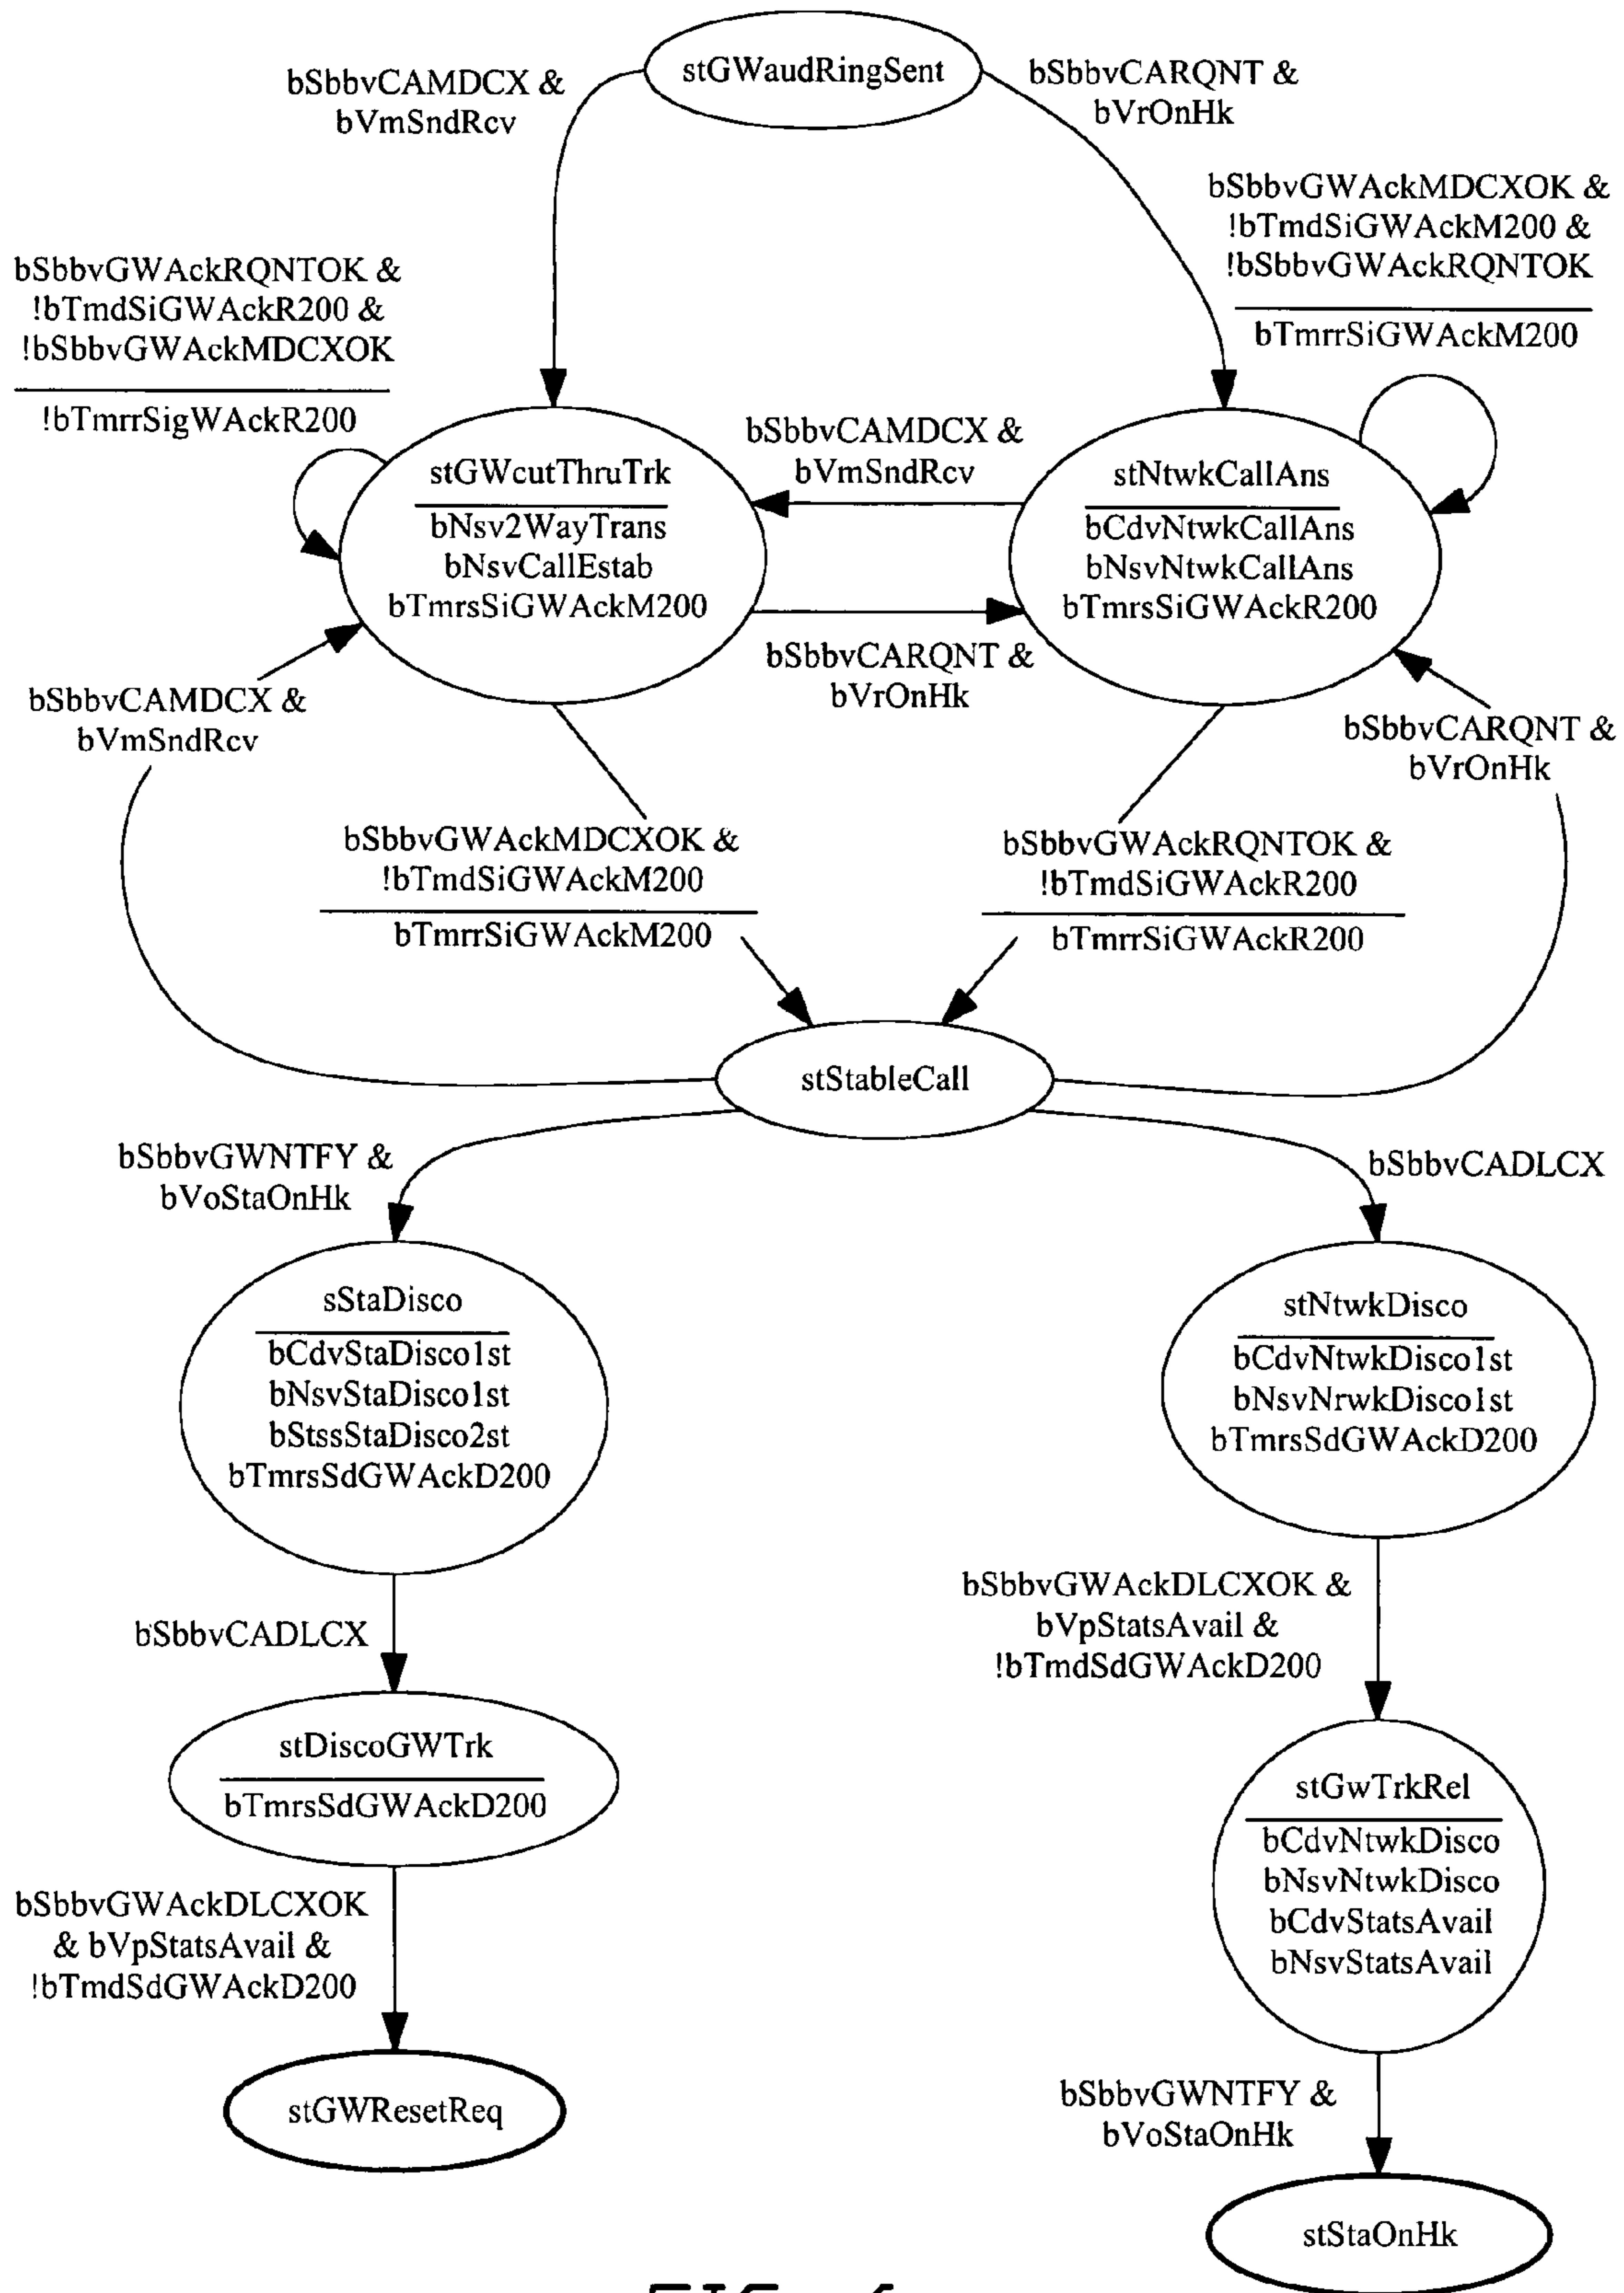 stGWaudRingSent
bSbbvCAMDCX &
bVmSndRcv
bSbbvCARQNT &
bVrOnHk
bSbbvGWAckMDCXOK &
!bTmdSiGWAckM200 &
!bSbbvGWAckRQNTOK
bTmrrSiGWAckM200
bSbbvGWAckRQNTOK &
!bTmdSiGWAckR200 &
!bSbbvGWAckMDCXOK
!bTmrrSigWAckR200
stGWcutThruTrk
bNsv2WayTrans
bNsvCallEstab
bTmrsSiGWAckM200
bSbbvCAMDCX &
bVmSndRcv
stNtwkCallAns
bCdvNtwkCallAns
bNsvNtwkCallAns
bTmrsSiGWAckR200
bSbbvCARQNT &
bVrOnHk
bSbbvCAMDCX &
bVmSndRcv
bSbbvCARQNT &
bVrOnHk
bSbbvGWAckMDCXOK &
!bTmdSiGWAckM200
bTmrrSiGWAckM200
bSbbvGWAckRQNTOK &
!bTmdSiGWAckR200
bTmrrSiGWAckR200
stStableCall
bSbbvGWNTFY &
bVoStaOnHk
bSbbvCADLCX
sStaDisco
bCdvStaDisco1st
bNsvStaDisco1st
bStssStaDisco2st
bTmrsSdGWAckD200
stNtwkDisco
bCdvNtwkDisco1st
bNsvNrwkDisco1st
bTmrsSdGWAckD200
bSbbvCADLCX
bSbbvGWAckDLCXOK &
bVpStatsAvail &
!bTmdSdGWAckD200
stDiscoGWTrk
bTmrsSdGWAckD200
stGwTrkRel
bCdvNtwkDisco
bNsvNtwkDisco
bCdvStatsAvail
bNsvStatsAvail
bSbbvGWAckDLCXOK
& bVpStatsAvail &
!bTmdSdGWAckD200
stGWResetReq
bSbbvGWNTFY &
bVoStaOnHk
stStaOnHk